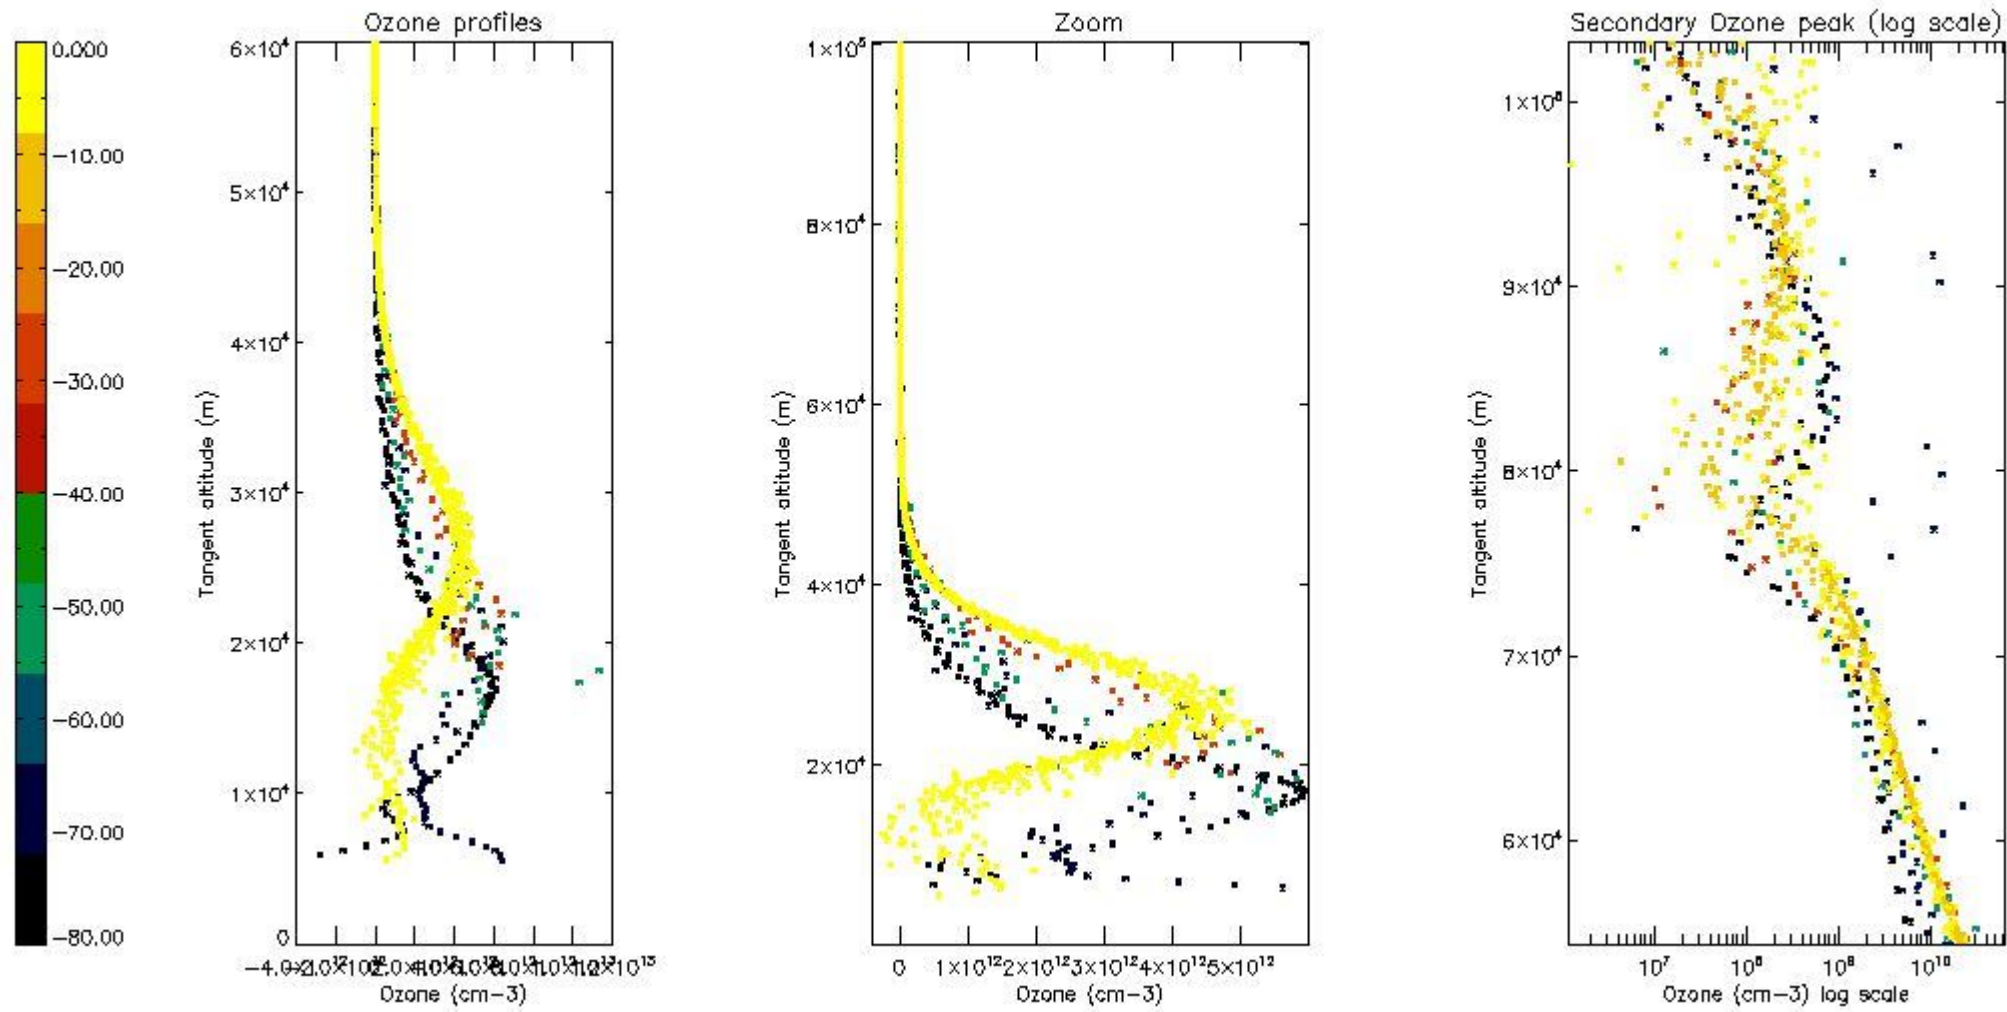 Ozone profiles
Zoom
Secondary Ozone peak (log scale)
0.000
-10.00
-20.00
-30.00
-40.00
-50.00
-60.00
-70.00
-80.00
6×10⁴
5×10⁴
4×10⁴
3×10⁴
2×10⁴
1×10⁴
0
Tangent altitude (m)
Ozone (cm-3)
1×10⁵
8×10⁴
6×10⁴
4×10⁴
2×10⁴
Tangent altitude (m)
0 1×10¹² 2×10¹² 3×10¹² 4×10¹² 5×10¹²
Ozone (cm-3)
9×10⁴
8×10⁴
7×10⁴
6×10⁴
Tangent altitude (m)
10⁷ 10⁸ 10⁹ 10¹⁰
Ozone (cm-3) log scale